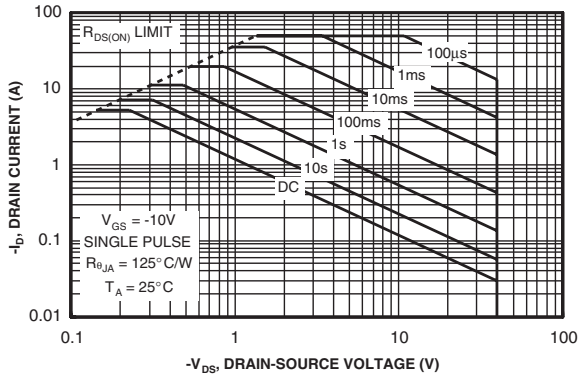 100
10
1
0.1
0.01
-I_D, DRAIN CURRENT (A)
R_DS(ON) LIMIT
100μs
1ms
10ms
100ms
1s
10s
DC
V_GS = -10V
SINGLE PULSE
R_θJA = 125°C/W
T_A = 25°C
0.1
1
10
100
-V_DS, DRAIN-SOURCE VOLTAGE (V)